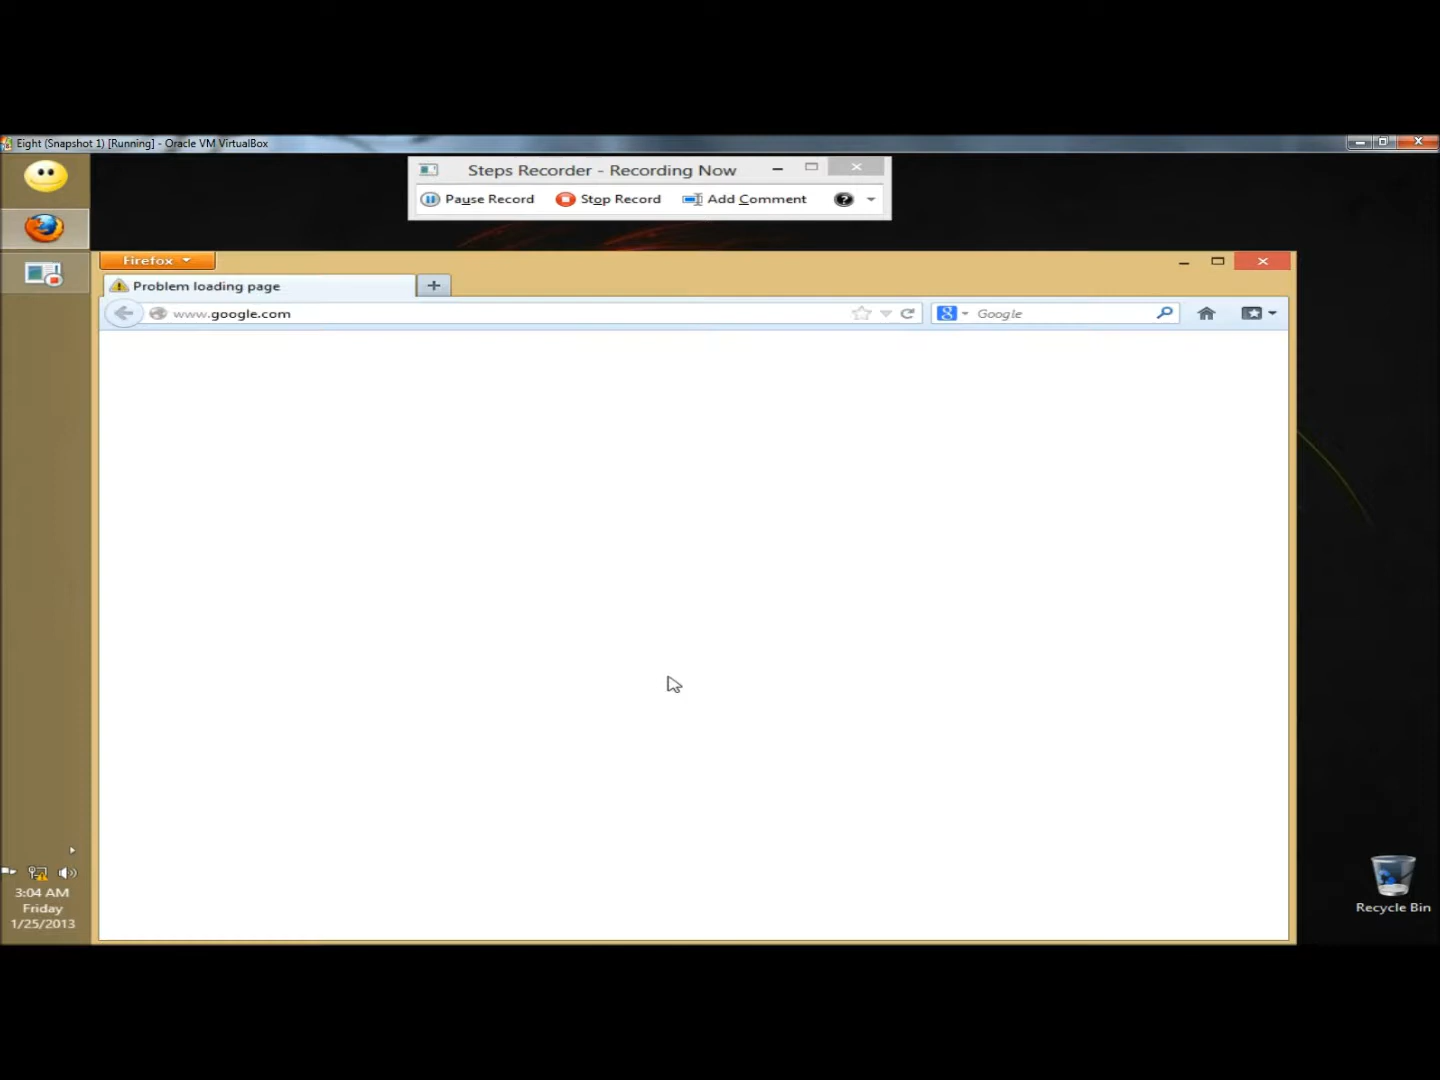 Eight (Snapshot 1) [Running] - Oracle VM VirtualBox
Steps Recorder - Recording Now
Pause Record Stop Record Add Comment
Firefox
Problem loading page
www.google.com
Google
3:04 AM
Friday
1/25/2013
Recycle Bin